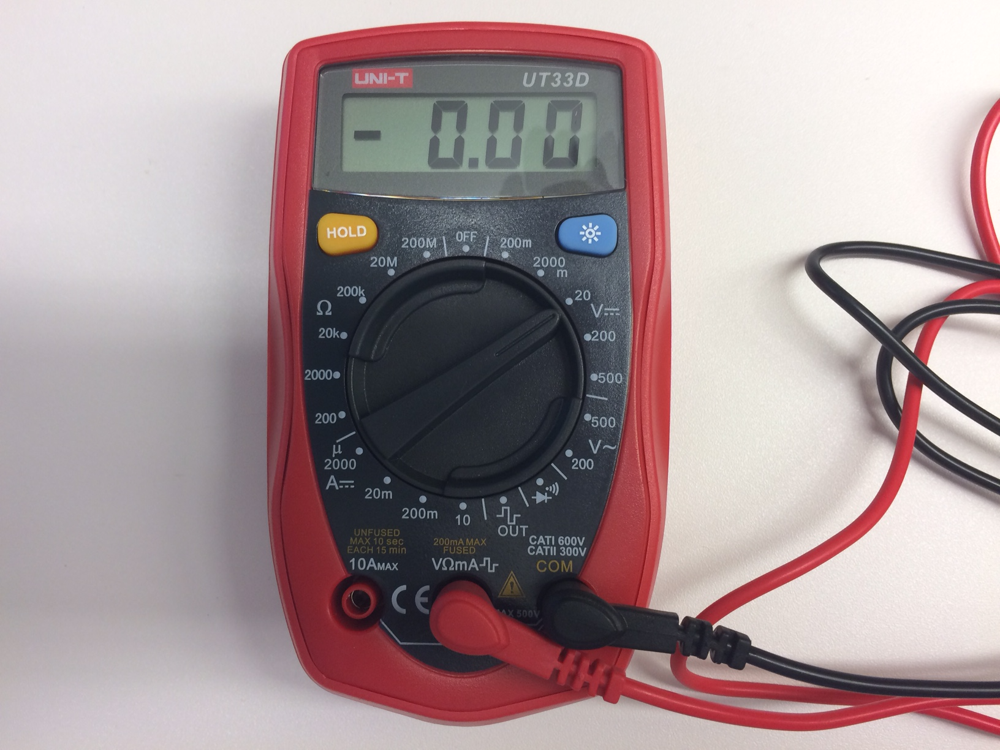 UNI-T UT33D
- 0.00
HOLD
OFF
200m
2000
m
20
V
200
500
500
V~
200
OUT
10
200m
20m
A
2000
µ
200
2000
20k
Ω
200k
20M
200M
UNFUSED
MAX 10 sec
EACH 15 min
10AMAX
200mA MAX
FUSED
VΩmA
CATI 600V
CATII 300V
COM
CE
MAX 500V